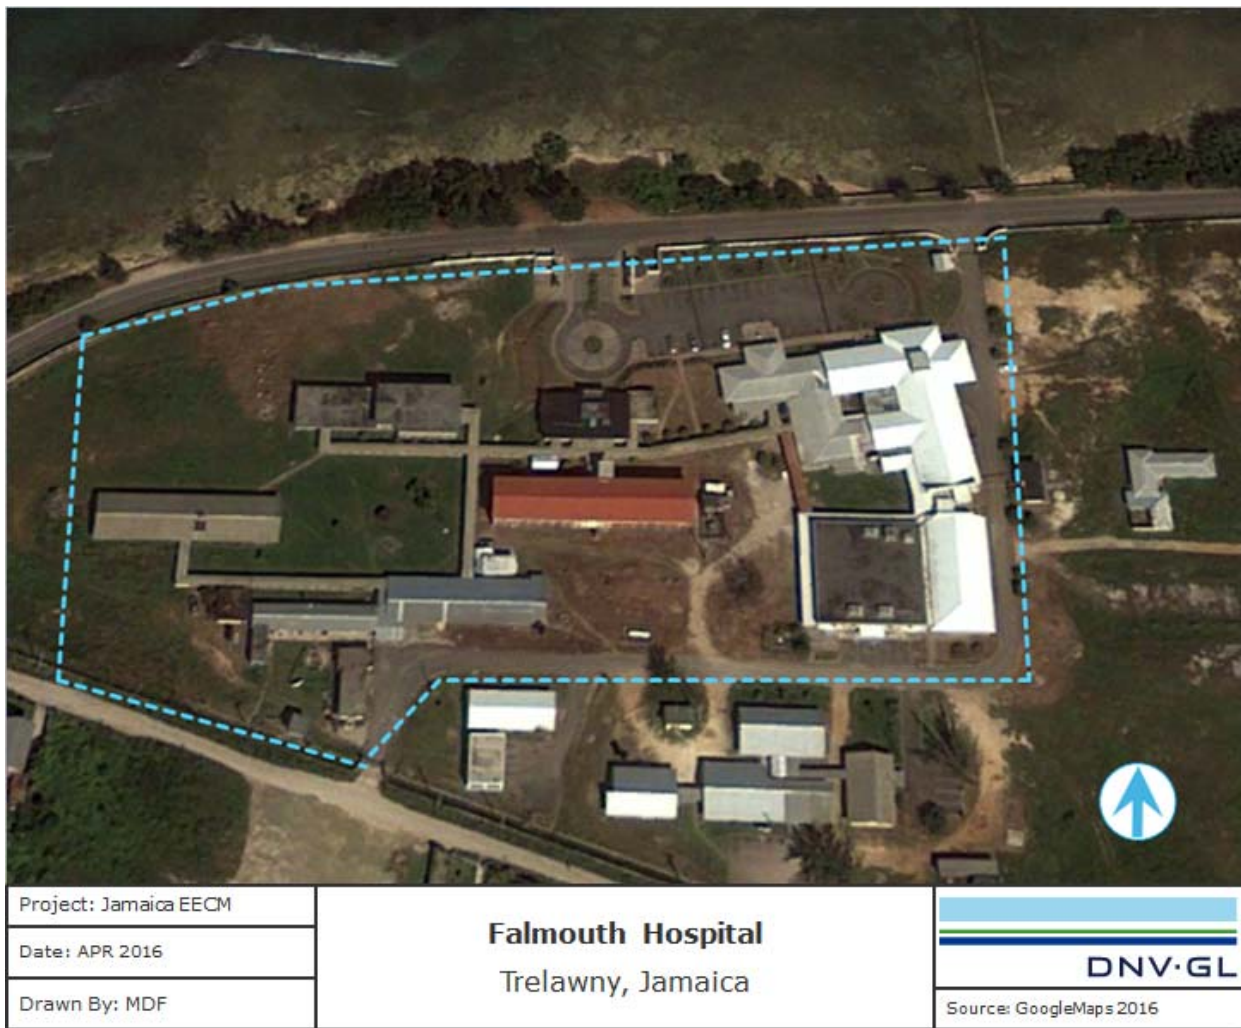 Project: Jamaica EECM
Date: APR 2016
Drawn By: MDF
Falmouth Hospital
Trelawny, Jamaica
DNV·GL
Source: GoogleMaps 2016